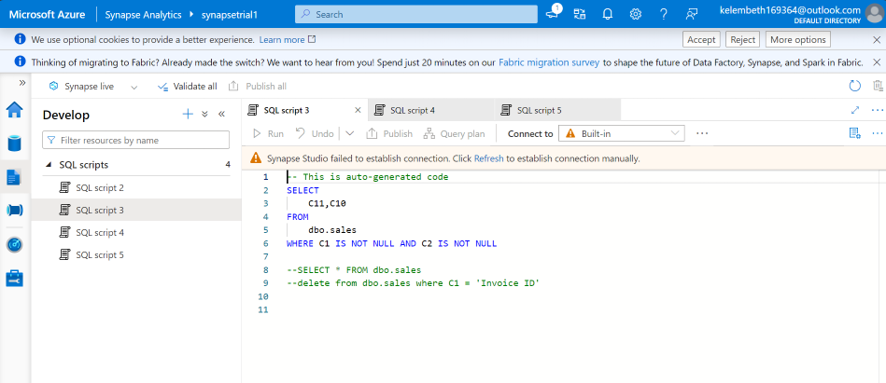 Microsoft Azure | Synapse Analytics ▸ synapsetrial1
Search
1
kelembeth169364@outlook.com
DEFAULT DIRECTORY
We use optional cookies to provide a better experience. Learn more
Accept
Reject
More options
Thinking of migrating to Fabric? Already made the switch? We want to hear from you! Spend just 20 minutes on our Fabric migration survey to shape the future of Data Factory, Synapse, and Spark in Fabric.
Synapse live
Validate all
Publish all
Develop
Filter resources by name
SQL scripts 4
SQL script 2
SQL script 3
SQL script 4
SQL script 5
SQL script 3
SQL script 4
SQL script 5
Run
Undo
Publish
Query plan
Connect to
Built-in
Synapse Studio failed to establish connection. Click Refresh to establish connection manually.
1 -- This is auto-generated code
2 SELECT
3 C11,C10
4 FROM
5 dbo.sales
6 WHERE C1 IS NOT NULL AND C2 IS NOT NULL
7
8 --SELECT * FROM dbo.sales
9 --delete from dbo.sales where C1 = 'Invoice ID'
10
11